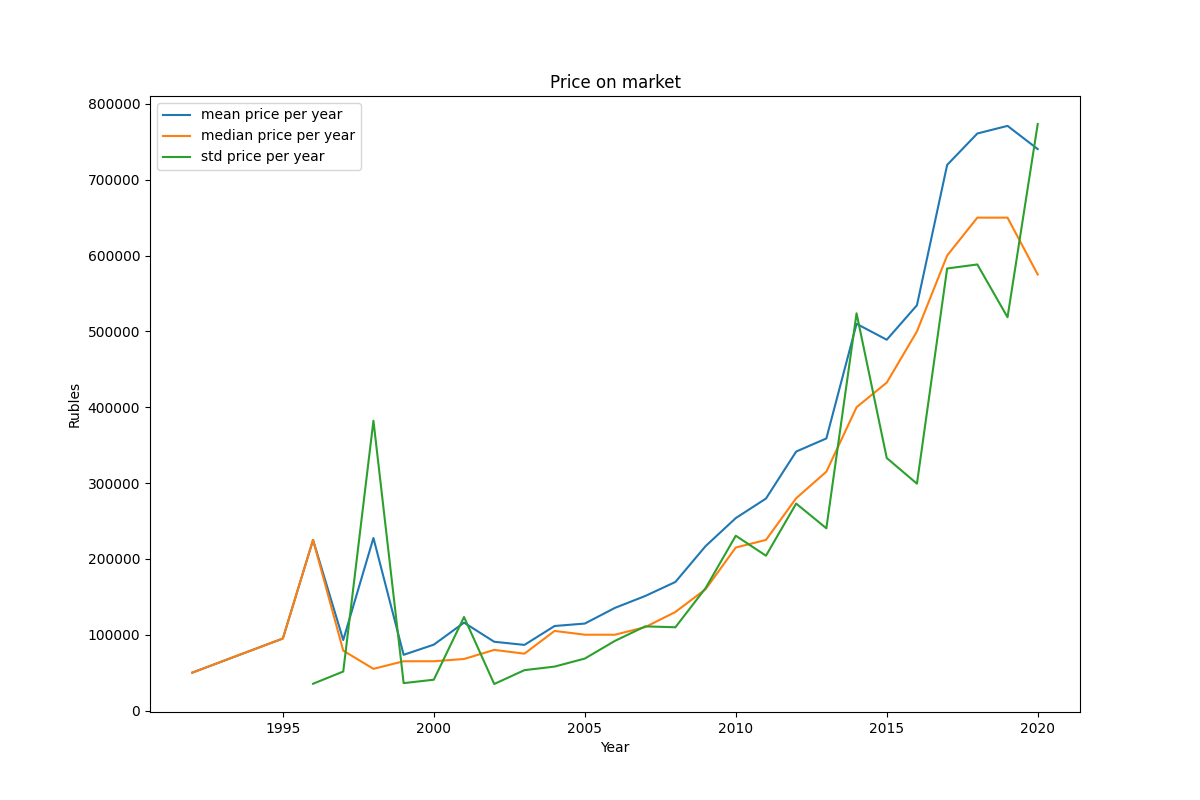 Price on market
mean price per year
median price per year
std price per year
800000
700000
600000
500000
400000
300000
200000
100000
0
Rubles
1995 2000 2005 2010 2015 2020
Year